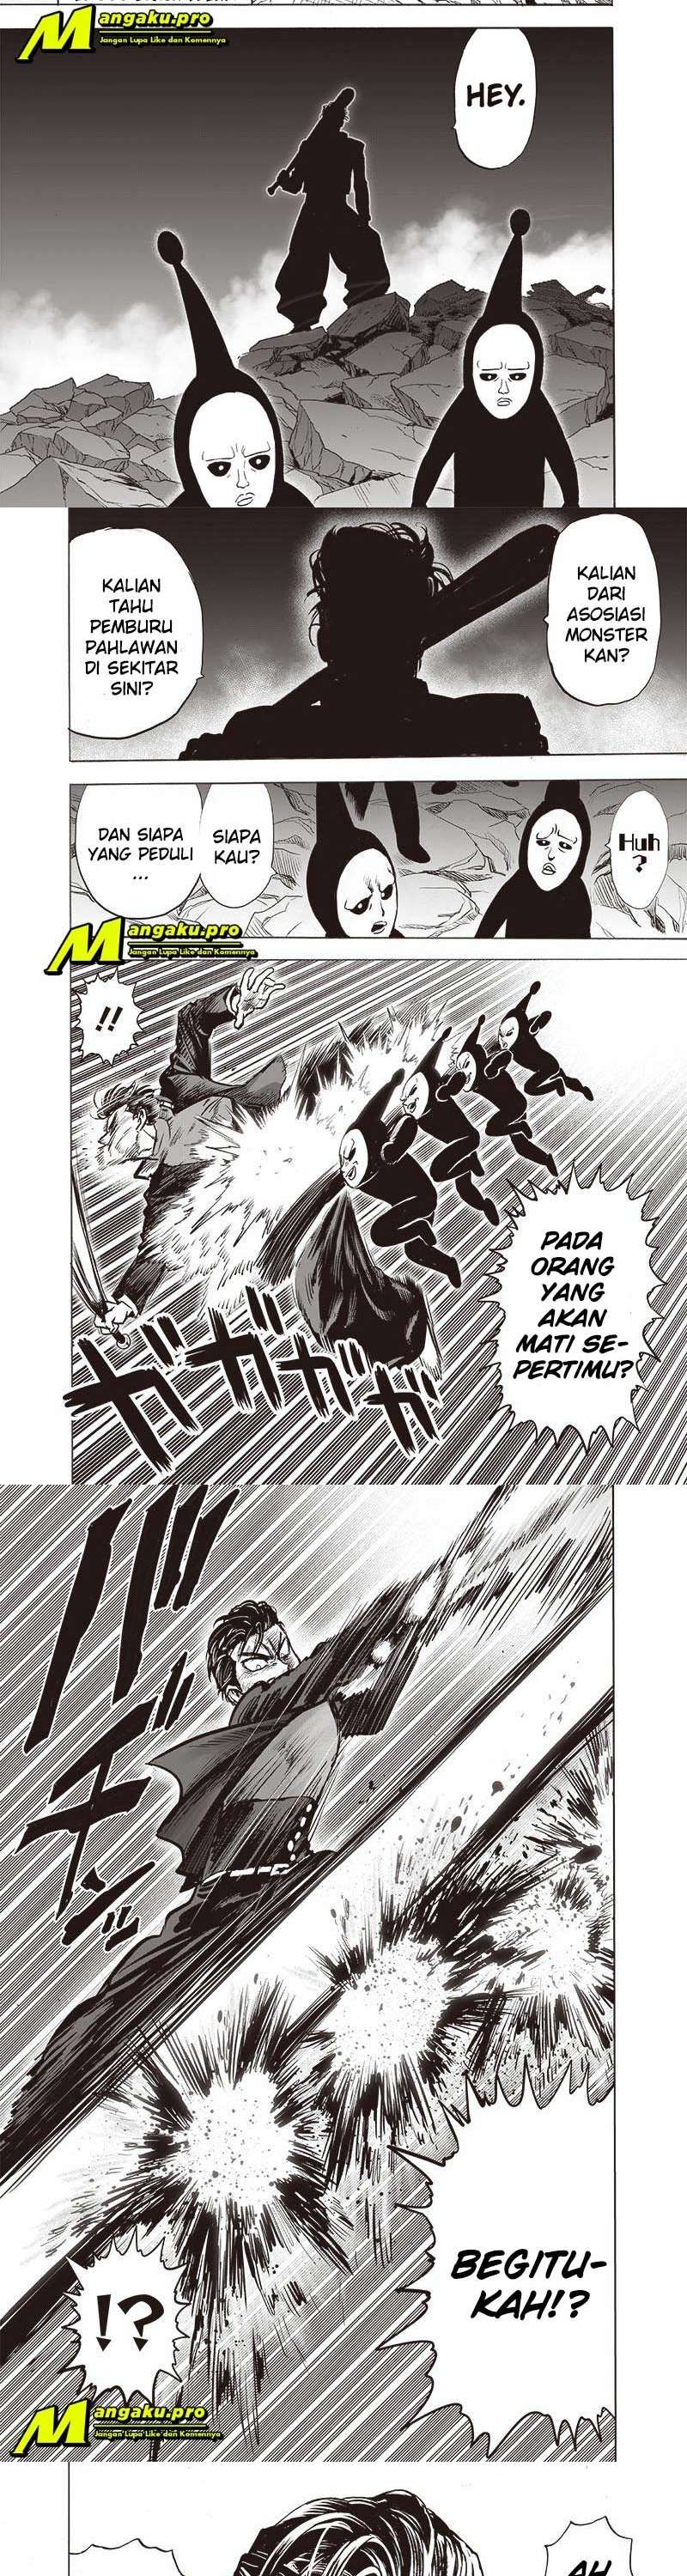 Mangaku.pro
Jangan Lupa Like dan Komennya
HEY.
KALIAN
DARI
ASOSIASI
MONSTER
KAN?
KALIAN
TAHU
PEMBURU
PAHLAWAN
DI SEKITAR
SINI?
Huh
?
SIAPA
KAU?
DAN SIAPA
YANG PEDULI
...
Mangaku.pro
Jangan Lupa Like dan Komennya
!!
PADA
ORANG
YANG
AKAN
MATI SE-
PERTIMU?
ガガガガ
BEGITU-
KAH!?
!?
Mangaku.pro
Jangan Lupa Like dan Komennya
AH